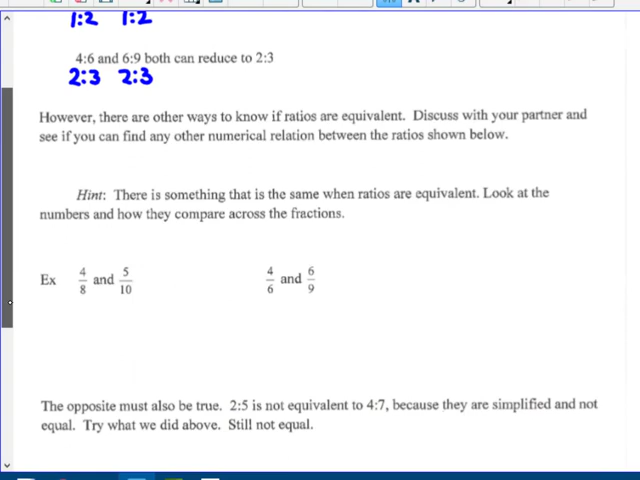 1:2 1:2
4:6 and 6:9 both can reduce to 2:3
2:3 2:3
However, there are other ways to know if ratios are equivalent. Discuss with your partner and
see if you can find any other numerical relation between the ratios shown below.
Hint: There is something that is the same when ratios are equivalent. Look at the
numbers and how they compare across the fractions.
Ex 4/8 and 5/10 4/6 and 6/9
The opposite must also be true. 2:5 is not equivalent to 4:7, because they are simplified and not
equal. Try what we did above. Still not equal.